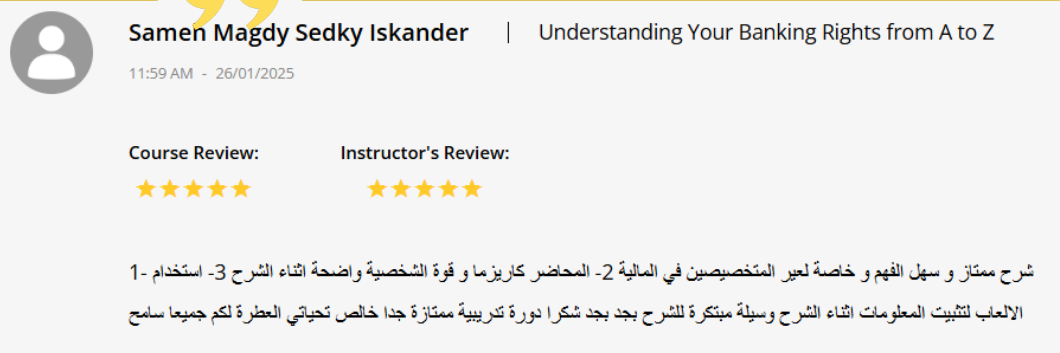 Samen Magdy Sedky Iskander | Understanding Your Banking Rights from A to Z
11:59 AM - 26/01/2025
Course Review: Instructor's Review:
شرح ممتاز و سهل الفهم و خاصة لعير المتخصيصين في المالية 2- المحاضر كاريزما و قوة الشخصية واضحة اثناء الشرح 3- استخدام -1
الالعاب لتثبيت المعلومات اثناء الشرح وسيلة مبتكرة للشرح بجد بجد شكرا دورة تدريبية ممتازة جدا خالص تحياتي العطرة لكم جميعا سامح